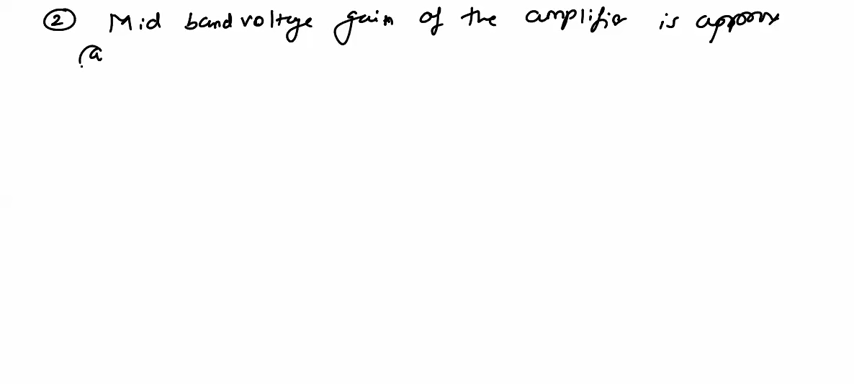 ② Mid band voltage gain of the amplifier is approx
(a